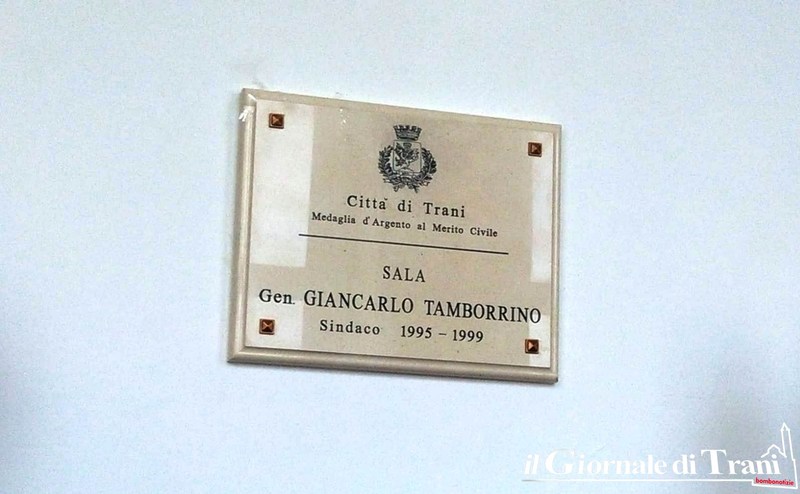 Città di Trani
Medaglia d'Argento al Merito Civile
SALA
Gen. GIANCARLO TAMBORRINO
Sindaco 1995 - 1999
il Giornale di Trani
bombonotizie